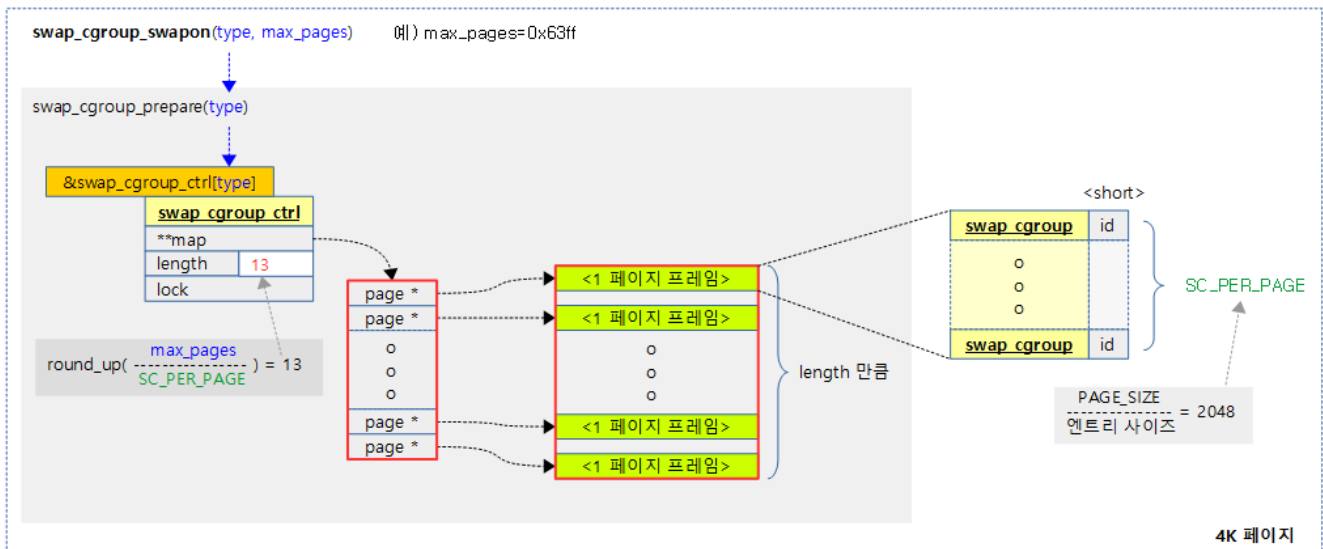 swap_cgroup_swapon(type, max_pages) 예) max_pages=0x63ff
swap_cgroup_prepare(type)
&swap_cgroup_ctrl[type]
swap_cgroup_ctrl
**map
length 13
lock
round_up( max_pages
---------------- ) = 13
SC_PER_PAGE
page *
page *
o
o
o
page *
page *
<1 페이지 프레임>
<1 페이지 프레임>
o
o
o
<1 페이지 프레임>
<1 페이지 프레임>
length 만큼
<short>
swap_cgroup id
o
o
o
swap_cgroup id
SC_PER_PAGE
PAGE_SIZE
--------------- = 2048
엔트리 사이즈
4K 페이지